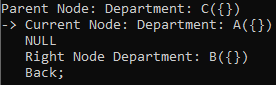 Parent Node: Department: C({})
-> Current Node: Department: A({})
NULL
Right Node Department: B({})
Back;